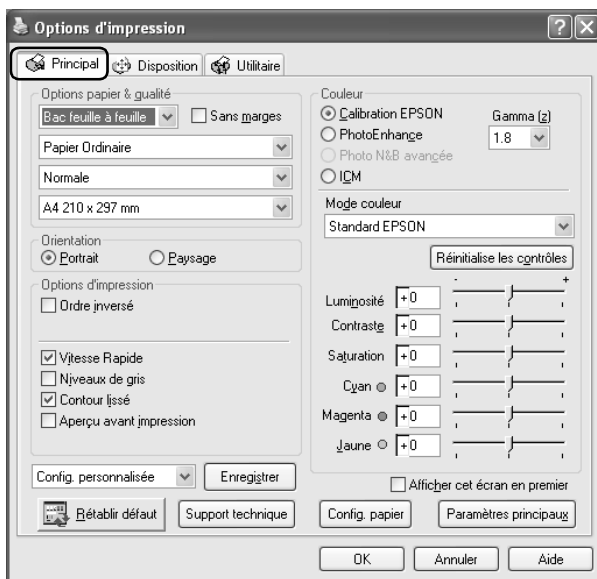 Options d'impression
Principal Disposition Utilitaire
Options papier & qualité
Bac feuille à feuille Sans marges
Papier Ordinaire
Normale
A4 210 x 297 mm
Orientation
Portrait Paysage
Options d'impression
Ordre inversé
Vitesse Rapide
Niveaux de gris
Contour lissé
Aperçu avant impression
Config. personnalisée Enregistrer
Rétablir défaut Support technique
Couleur
Calibration EPSON Gamma (z)
PhotoEnhance 1.8
Photo N&B avançée
ICM
Mode couleur
Standard EPSON
Réinitialise les contrôles
- +
Luminosité +0
Contraste +0
Saturation +0
Cyan +0
Magenta +0
Jaune +0
Afficher cet écran en premier
Config. papier Paramètres principaux
OK Annuler Aide